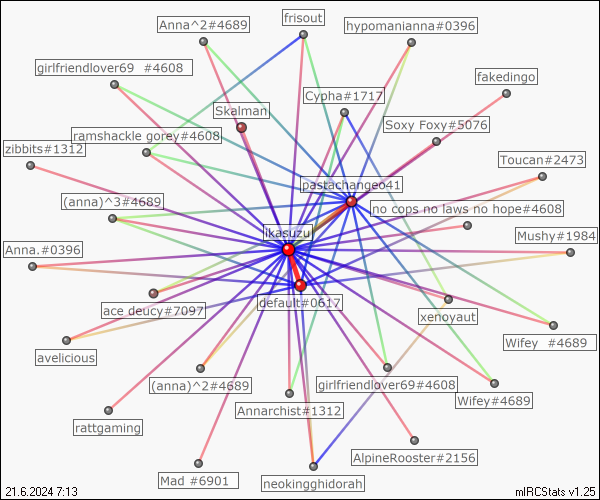 Anna^2#4689
frisout
hypomanianna#0396
girlfriendlover69 #4608
fakedingo
Cypha#1717
Skalman
Soxy Foxy#5076
ramshackle gorey#4608
zibbits#1312
Toucan#2473
pastachangeo41
(anna)^3#4689
no cops no laws no hope#4608
ikasuzu
Mushy#1984
Anna.#0396
default#0617
ace deucy#7097
xenoyaut
Wifey #4689
avelicious
(anna)^2#4689
girlfriendlover69#4608
Wifey#4689
Annarchist#1312
rattgaming
AlpineRooster#2156
Mad #6901
neokingghidorah
21.6.2024 7:13
mIRCStats v1.25